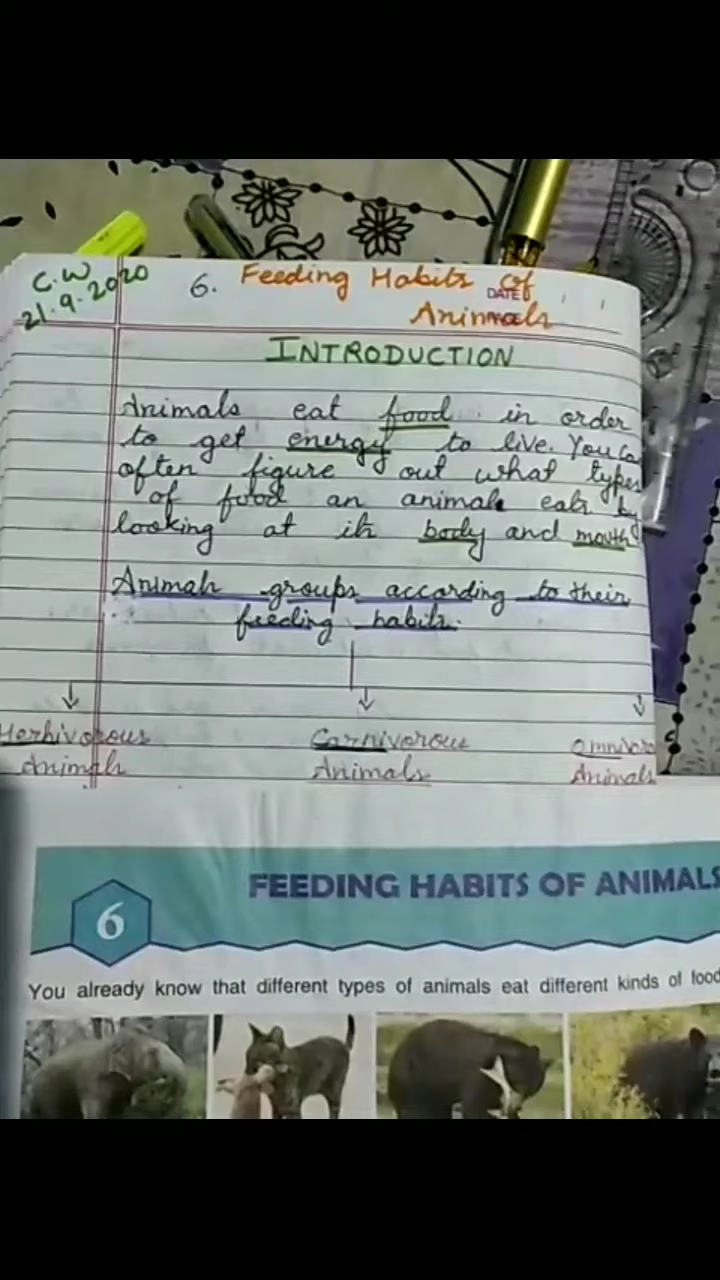 C.W
21.9.2020
6. Feeding Habits of
DATE
Animals
INTRODUCTION
Animals eat food in order
to get energy to live. You can
often figure out what types
of food an animal eats by
looking at its body and mouth.
Animals groups according to their
feeding habits.
Herbivorous Carnivorous Omnivoro
Animals Animals Animals
6
FEEDING HABITS OF ANIMALS
You already know that different types of animals eat different kinds of food